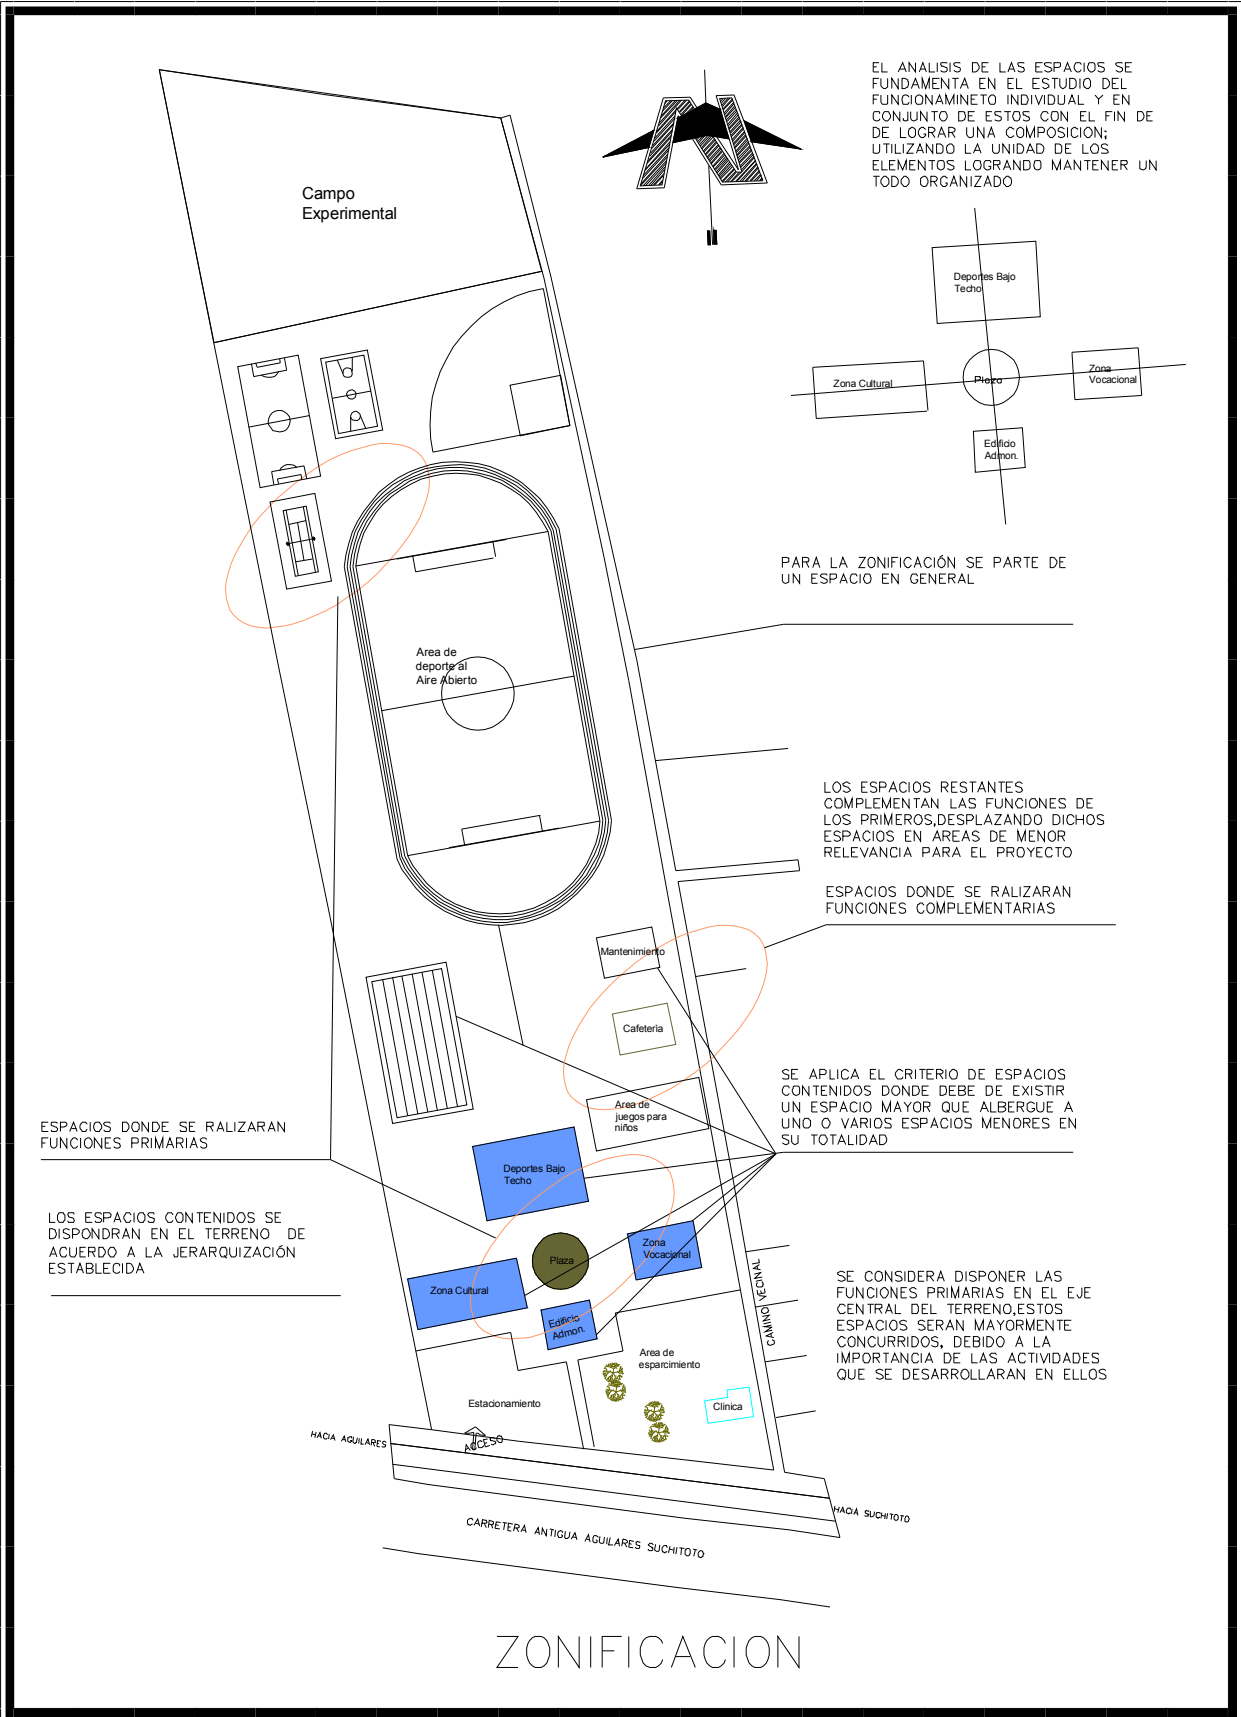 EL ANALISIS DE LAS ESPACIOS SE
FUNDAMENTA EN EL ESTUDIO DEL
FUNCIONAMINETO INDIVIDUAL Y EN
CONJUNTO DE ESTOS CON EL FIN DE
DE LOGRAR UNA COMPOSICION;
UTILIZANDO LA UNIDAD DE LOS
ELEMENTOS LOGRANDO MANTENER UN
TODO ORGANIZADO
N
Campo
Experimental
Deportes Bajo
Techo
Zona Cultural
Plaza
Zona
Vocacional
Edificio
Admon.
PARA LA ZONIFICACIÓN SE PARTE DE
UN ESPACIO EN GENERAL
Area de
deporte al
Aire Abierto
LOS ESPACIOS RESTANTES
COMPLEMENTAN LAS FUNCIONES DE
LOS PRIMEROS,DESPLAZANDO DICHOS
ESPACIOS EN AREAS DE MENOR
RELEVANCIA PARA EL PROYECTO
ESPACIOS DONDE SE RALIZARAN
FUNCIONES COMPLEMENTARIAS
Mantenimiento
Cafeteria
SE APLICA EL CRITERIO DE ESPACIOS
CONTENIDOS DONDE DEBE DE EXISTIR
UN ESPACIO MAYOR QUE ALBERGUE A
UNO O VARIOS ESPACIOS MENORES EN
SU TOTALIDAD
Area de
juegos para
niños
ESPACIOS DONDE SE RALIZARAN
FUNCIONES PRIMARIAS
Deportes Bajo
Techo
LOS ESPACIOS CONTENIDOS SE
DISPONDRAN EN EL TERRENO DE
ACUERDO A LA JERARQUIZACIÓN
ESTABLECIDA
Zona
Vocacional
Plaza
Zona Cultural
Edificio
Admon.
CAMINO VECINAL
SE CONSIDERA DISPONER LAS
FUNCIONES PRIMARIAS EN EL EJE
CENTRAL DEL TERRENO,ESTOS
ESPACIOS SERAN MAYORMENTE
CONCURRIDOS, DEBIDO A LA
IMPORTANCIA DE LAS ACTIVIDADES
QUE SE DESARROLLARAN EN ELLOS
Area de
esparcimiento
Estacionamiento
Clinica
HACIA AGUILARES
ACCESO
HACIA SUCHITOTO
CARRETERA ANTIGUA AGUILARES SUCHITOTO
ZONIFICACION